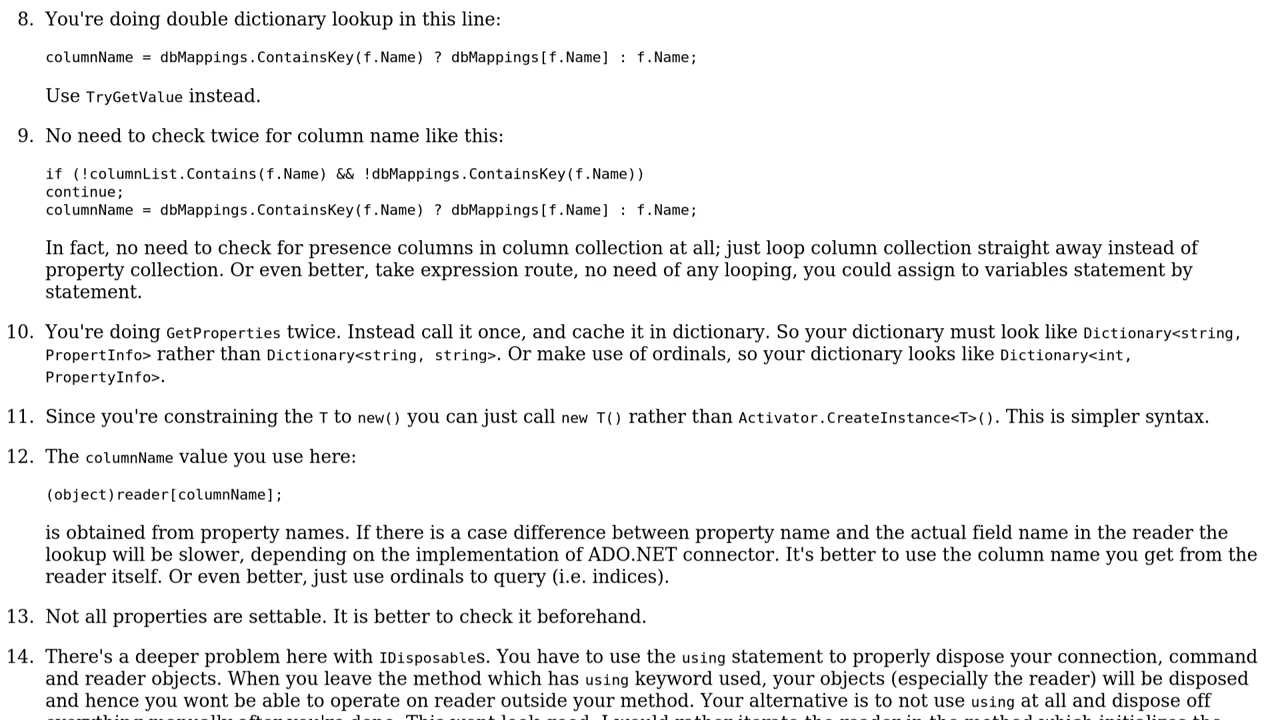 8. You're doing double dictionary lookup in this line:
columnName = dbMappings.ContainsKey(f.Name) ? dbMappings[f.Name] : f.Name;
Use TryGetValue instead.
9. No need to check twice for column name like this:
if (!columnList.Contains(f.Name) && !dbMappings.ContainsKey(f.Name))
continue;
columnName = dbMappings.ContainsKey(f.Name) ? dbMappings[f.Name] : f.Name;
In fact, no need to check for presence columns in column collection at all; just loop column collection straight away instead of
property collection. Or even better, take expression route, no need of any looping, you could assign to variables statement by
statement.
10. You're doing GetProperties twice. Instead call it once, and cache it in dictionary. So your dictionary must look like Dictionary<string,
PropertInfo> rather than Dictionary<string, string>. Or make use of ordinals, so your dictionary looks like Dictionary<int,
PropertyInfo>.
11. Since you're constraining the T to new() you can just call new T() rather than Activator.CreateInstance<T>(). This is simpler syntax.
12. The columnName value you use here:
(object)reader[columnName];
is obtained from property names. If there is a case difference between property name and the actual field name in the reader the
lookup will be slower, depending on the implementation of ADO.NET connector. It's better to use the column name you get from the
reader itself. Or even better, just use ordinals to query (i.e. indices).
13. Not all properties are settable. It is better to check it beforehand.
14. There's a deeper problem here with IDisposables. You have to use the using statement to properly dispose your connection, command
and reader objects. When you leave the method which has using keyword used, your objects (especially the reader) will be disposed
and hence you wont be able to operate on reader outside your method. Your alternative is to not use using at all and dispose off